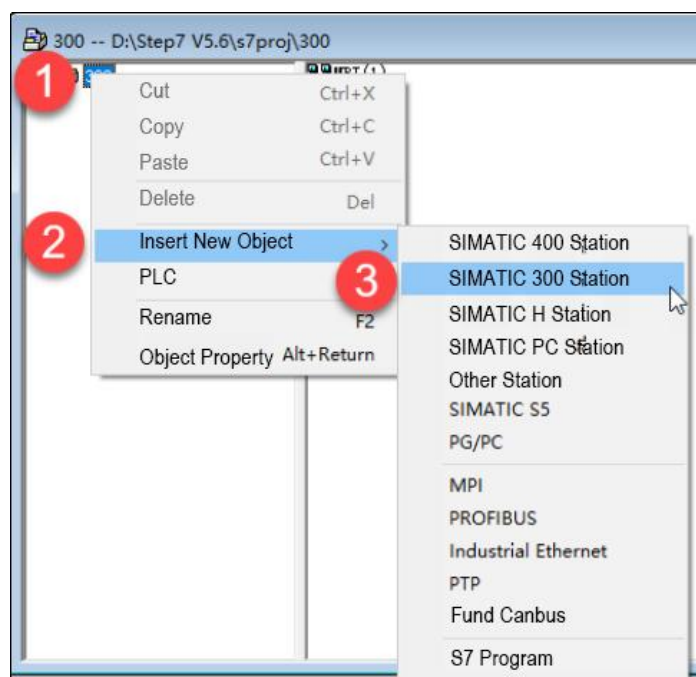 300 -- D:\Step7 V5.6\s7proj\300
1
300
MPI(1)
Cut Ctrl+X
Copy Ctrl+C
Paste Ctrl+V
Delete Del
2
Insert New Object >
PLC
Rename F2
Object Property Alt+Return
3
SIMATIC 400 Station
SIMATIC 300 Station
SIMATIC H Station
SIMATIC PC Station
Other Station
SIMATIC S5
PG/PC
MPI
PROFIBUS
Industrial Ethernet
PTP
Fund Canbus
S7 Program